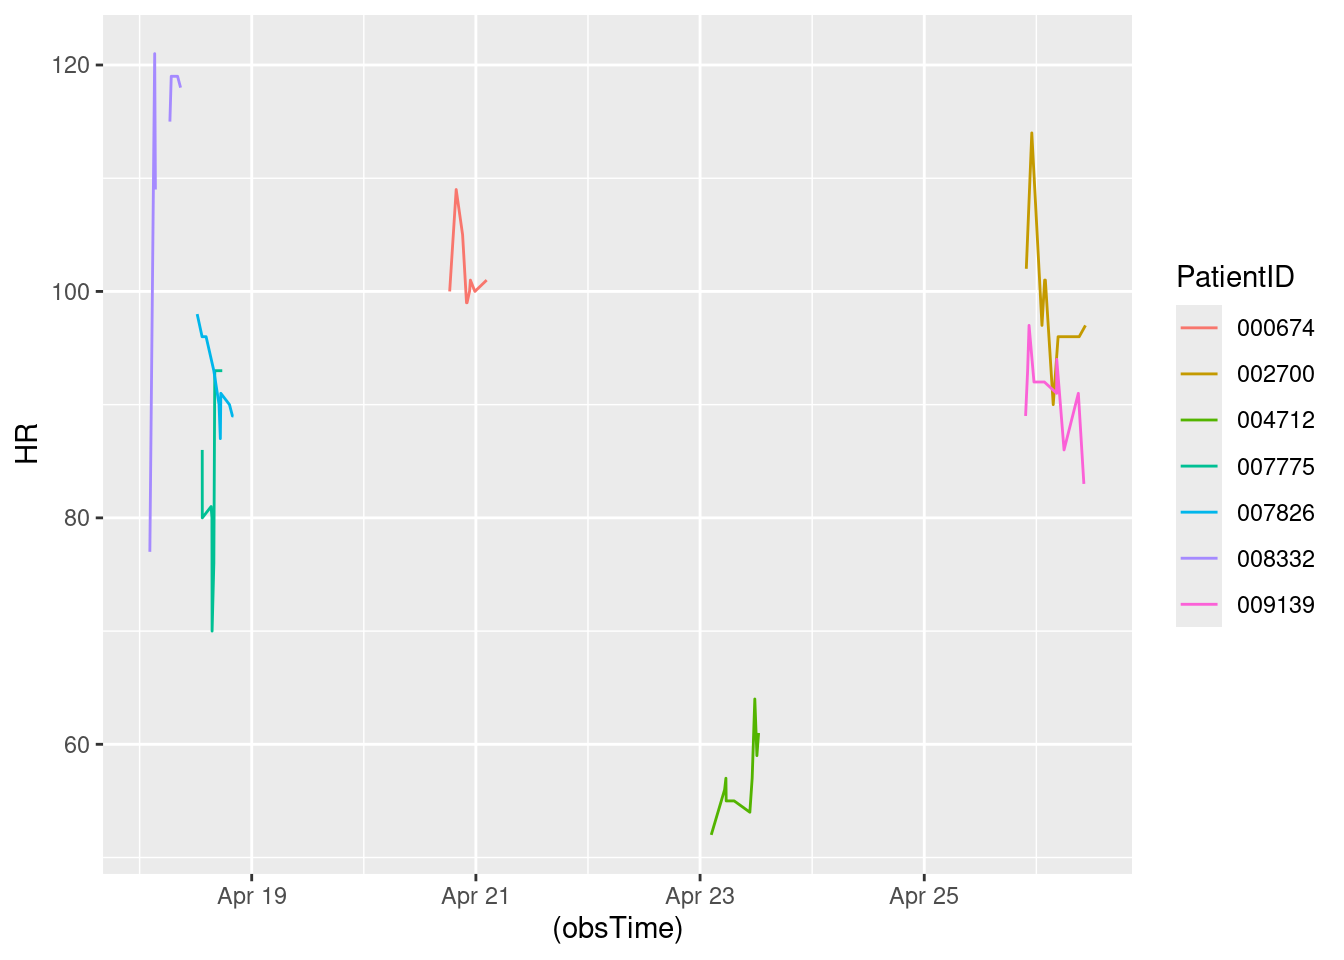 120
100
80
60
HR
Apr 19
Apr 21
Apr 23
Apr 25
(obsTime)
PatientID
000674
002700
004712
007775
007826
008332
009139